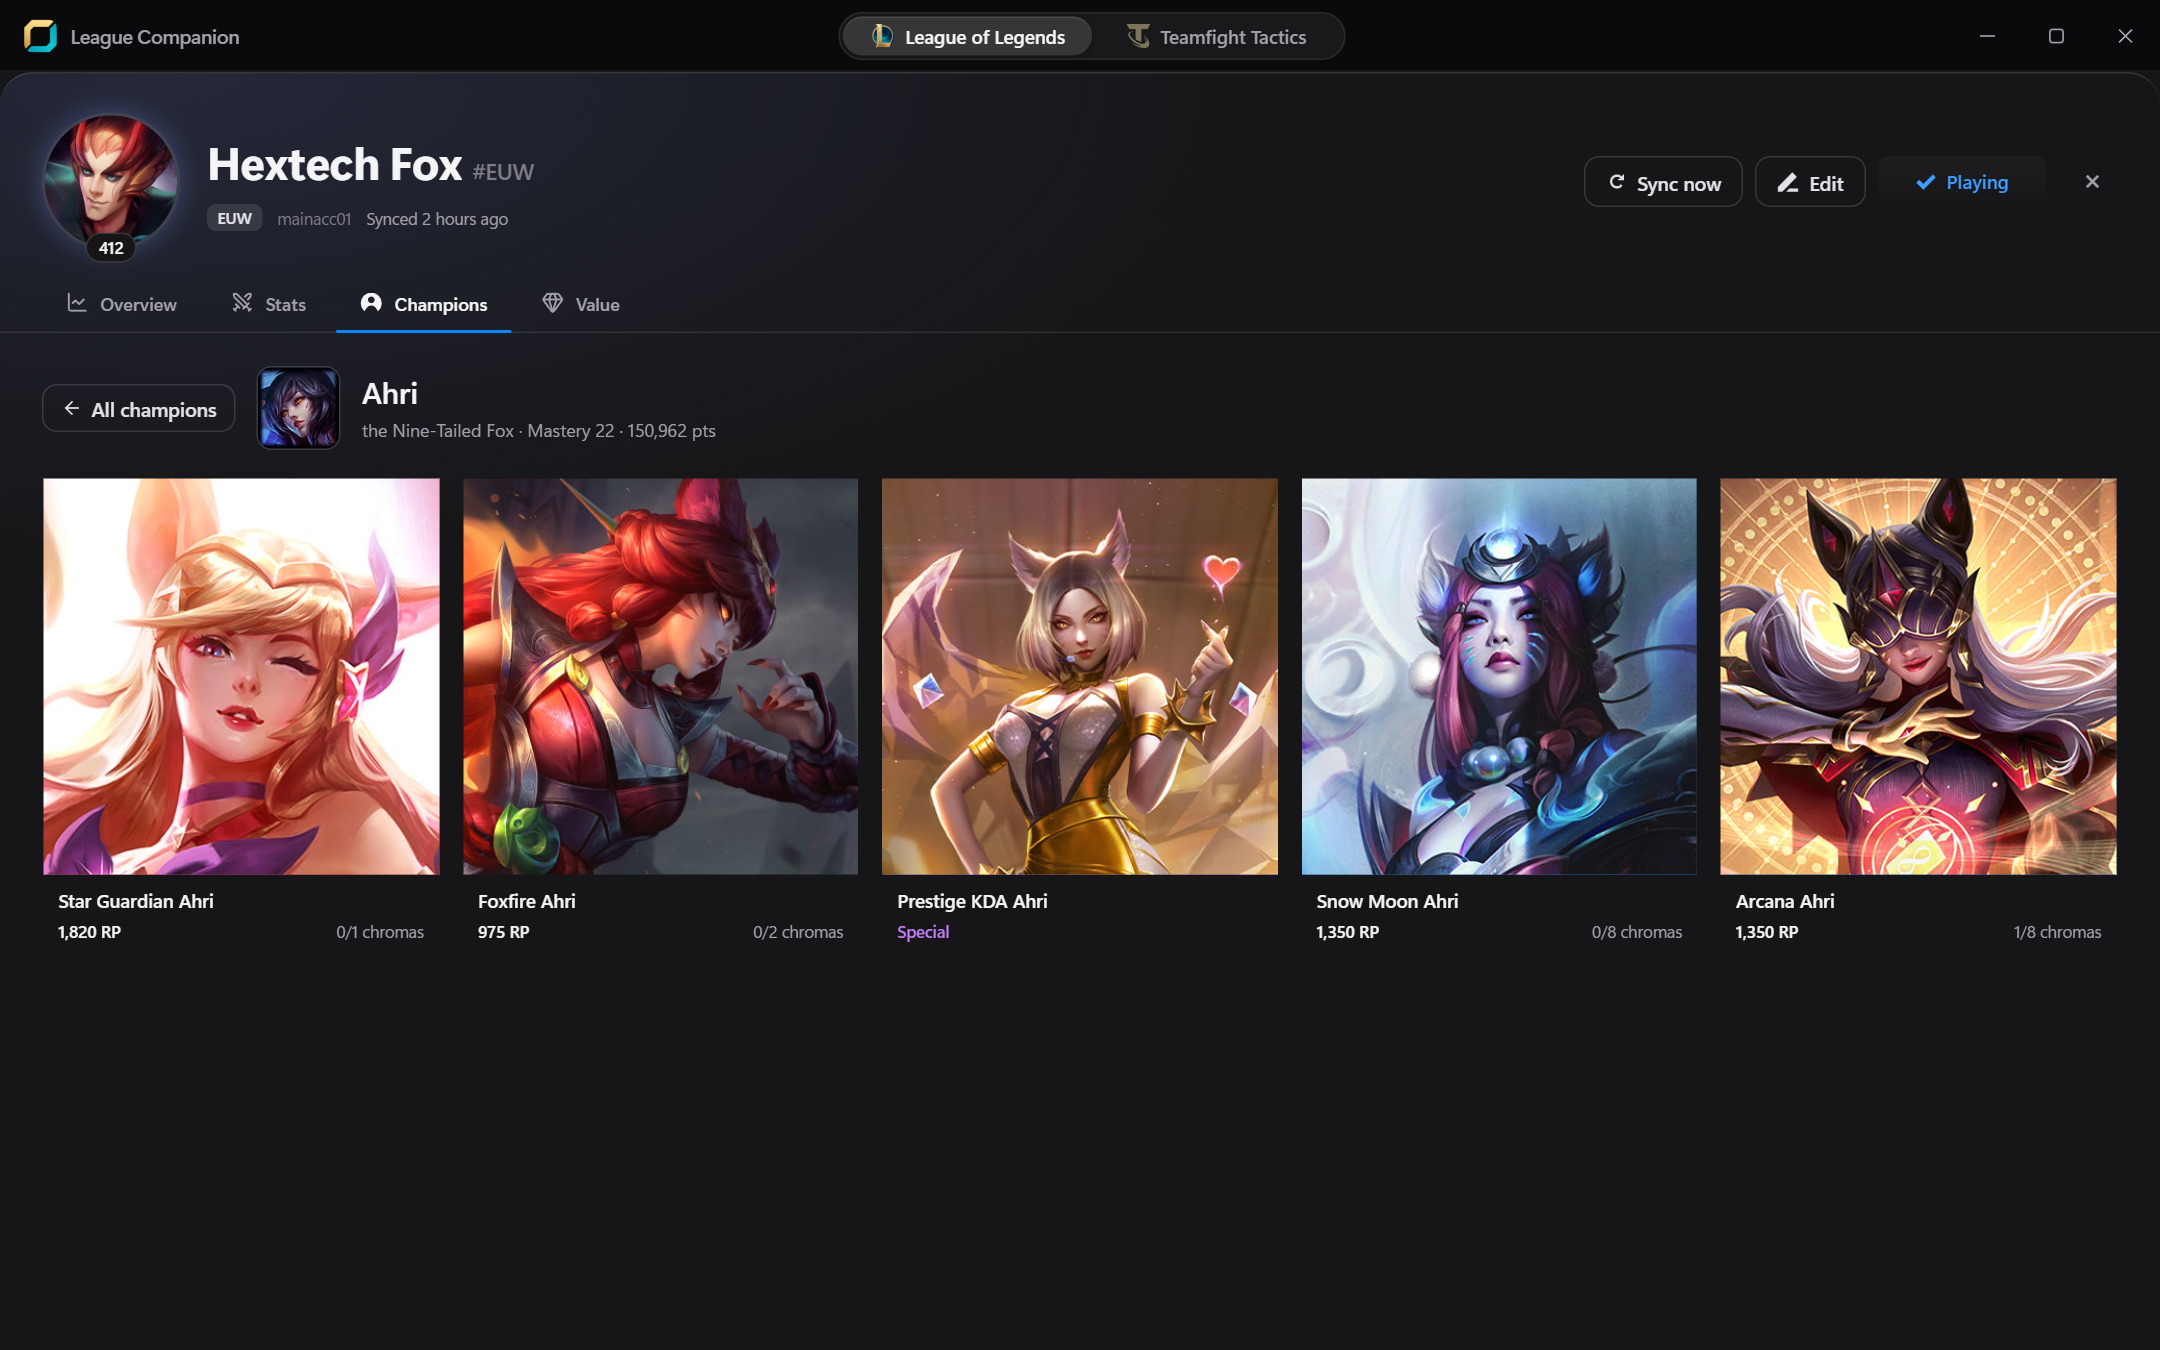 League Companion
League of Legends
Teamfight Tactics
Hextech Fox #EUW
EUW mainacc01 Synced 2 hours ago
412
Sync now
Edit
Playing
Overview
Stats
Champions
Value
All champions
Ahri
the Nine-Tailed Fox · Mastery 22 · 150,962 pts
Star Guardian Ahri
1,820 RP 0/1 chromas
Foxfire Ahri
975 RP 0/2 chromas
Prestige KDA Ahri
Special
Snow Moon Ahri
1,350 RP 0/8 chromas
Arcana Ahri
1,350 RP 1/8 chromas